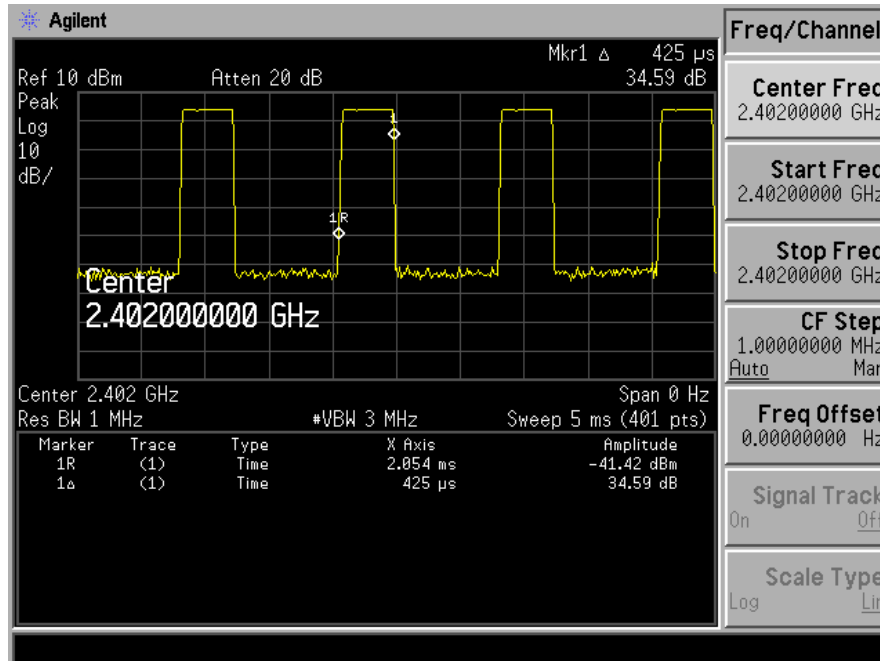 Agilent
Freq/Channel
Mkr1 Δ 425 µs
Ref 10 dBm Atten 20 dB 34.59 dB
Peak
Log
10
dB/
1
1R
Center
2.402000000 GHz
Center 2.402 GHz Span 0 Hz
Res BW 1 MHz #VBW 3 MHz Sweep 5 ms (401 pts)
Marker Trace Type X Axis Amplitude
1R (1) Time 2.054 ms -41.42 dBm
1Δ (1) Time 425 µs 34.59 dB
Center Freq
2.40200000 GHz
Start Freq
2.40200000 GHz
Stop Freq
2.40200000 GHz
CF Step
1.00000000 MHz
Auto Man
Freq Offset
0.00000000 Hz
Signal Track
On Off
Scale Type
Log Lin